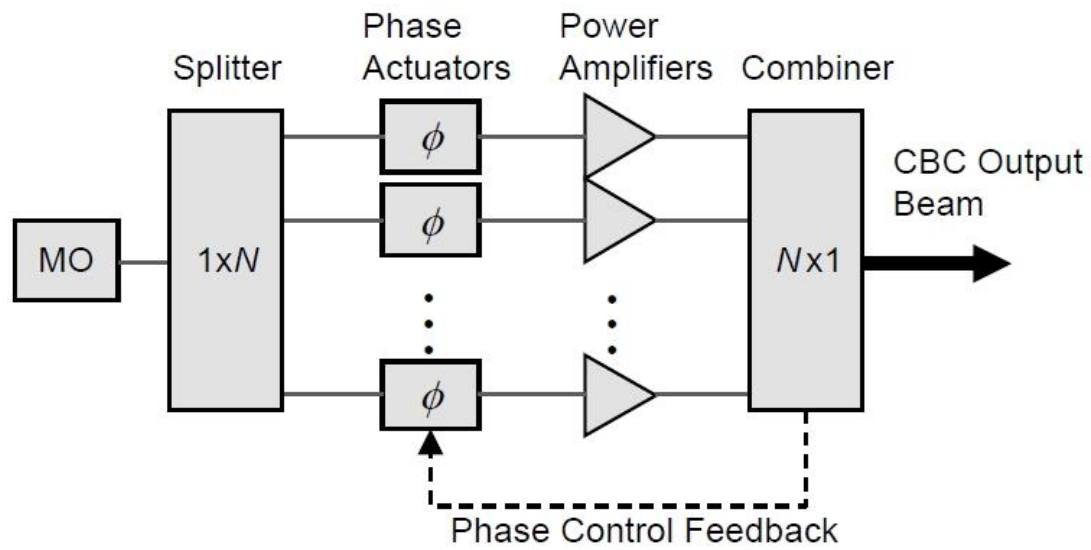 Phase
Actuators
Power
Amplifiers
Splitter
Combiner
ϕ
ϕ
CBC Output
Beam
MO
1xN
Nx1
ϕ
Phase Control Feedback